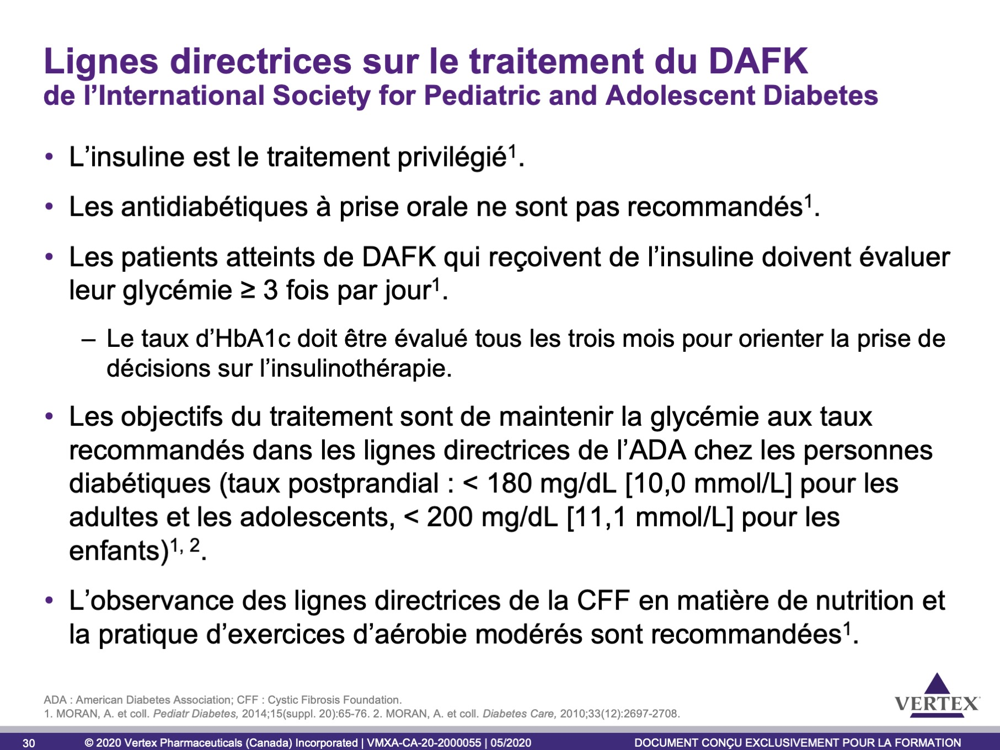 Lignes directrices sur le traitement du DAFK
de l’International Society for Pediatric and Adolescent Diabetes
• L’insuline est le traitement privilégié¹.
• Les antidiabétiques à prise orale ne sont pas recommandés¹.
• Les patients atteints de DAFK qui reçoivent de l’insuline doivent évaluer
leur glycémie ≥ 3 fois par jour¹.
– Le taux d’HbA1c doit être évalué tous les trois mois pour orienter la prise de
décisions sur l’insulinothérapie.
• Les objectifs du traitement sont de maintenir la glycémie aux taux
recommandés dans les lignes directrices de l’ADA chez les personnes
diabétiques (taux postprandial : < 180 mg/dL [10,0 mmol/L] pour les
adultes et les adolescents, < 200 mg/dL [11,1 mmol/L] pour les
enfants)¹, ².
• L’observance des lignes directrices de la CFF en matière de nutrition et
la pratique d’exercices d’aérobie modérés sont recommandées¹.
ADA : American Diabetes Association; CFF : Cystic Fibrosis Foundation.
1. MORAN, A. et coll. Pediatr Diabetes, 2014;15(suppl. 20):65-76. 2. MORAN, A. et coll. Diabetes Care, 2010;33(12):2697-2708.
VERTEX
30 © 2020 Vertex Pharmaceuticals (Canada) Incorporated | VMXA-CA-20-2000055 | 05/2020 DOCUMENT CONÇU EXCLUSIVEMENT POUR LA FORMATION